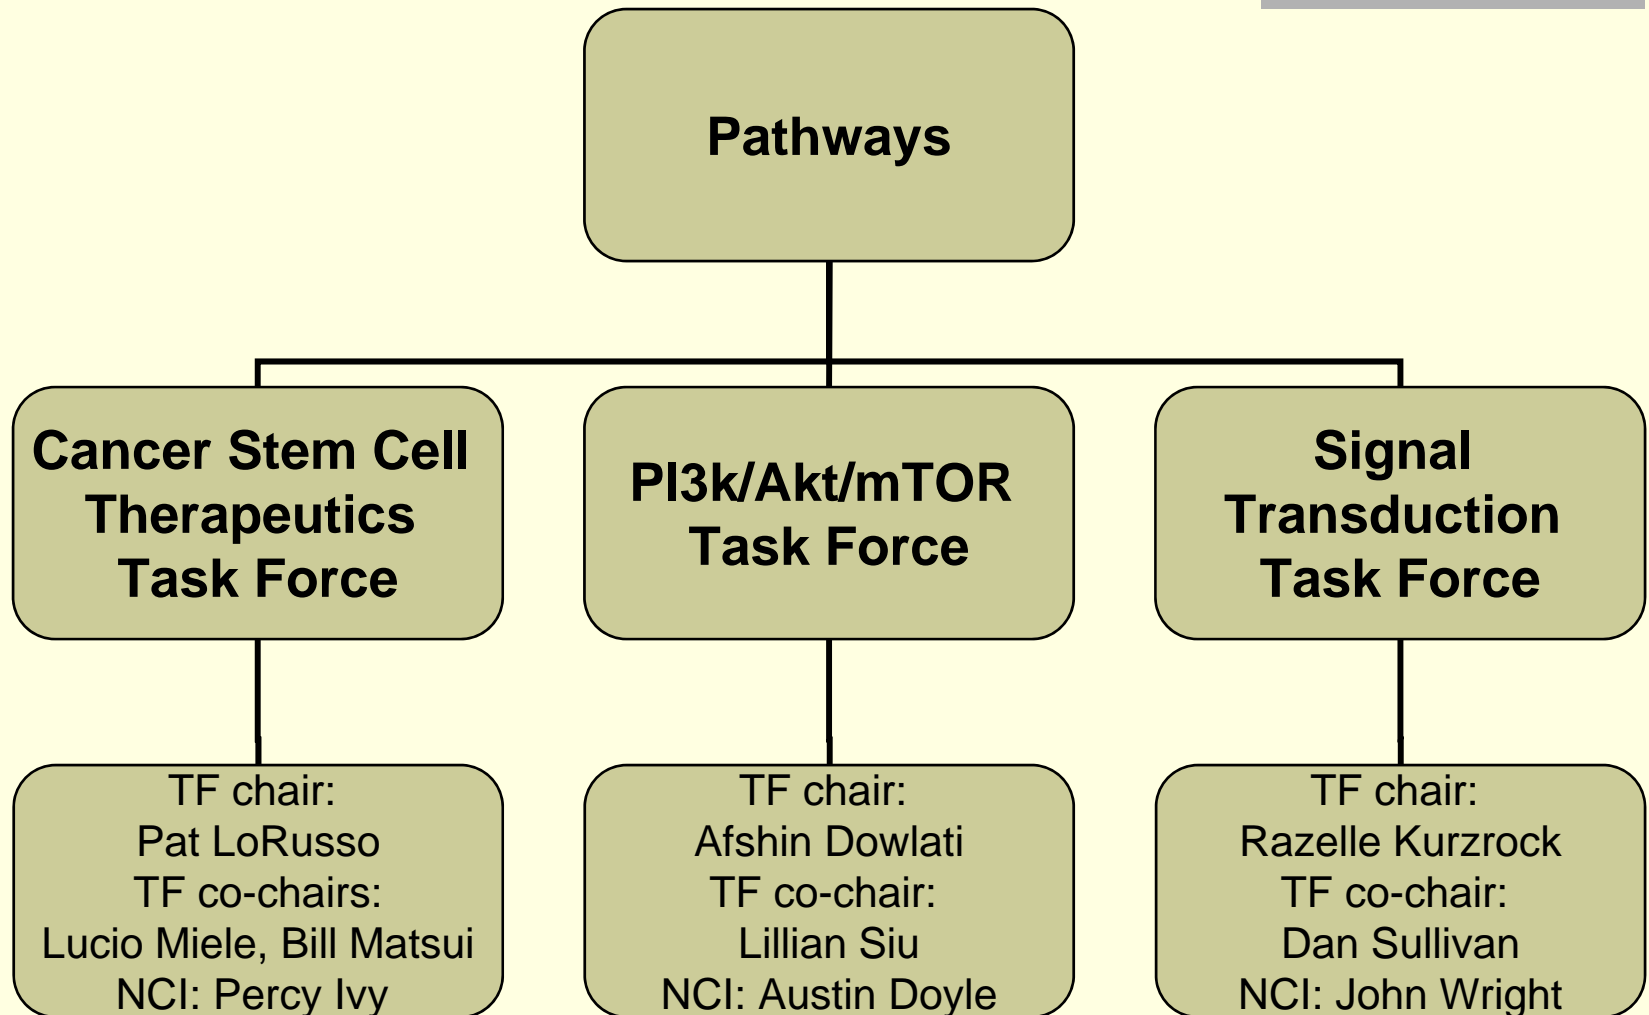 Pathways
Cancer Stem Cell
Therapeutics
Task Force
PI3k/Akt/mTOR
Task Force
Signal
Transduction
Task Force
TF chair:
Pat LoRusso
TF co-chairs:
Lucio Miele, Bill Matsui
NCI: Percy Ivy
TF chair:
Afshin Dowlati
TF co-chair:
Lillian Siu
NCI: Austin Doyle
TF chair:
Razelle Kurzrock
TF co-chair:
Dan Sullivan
NCI: John Wright